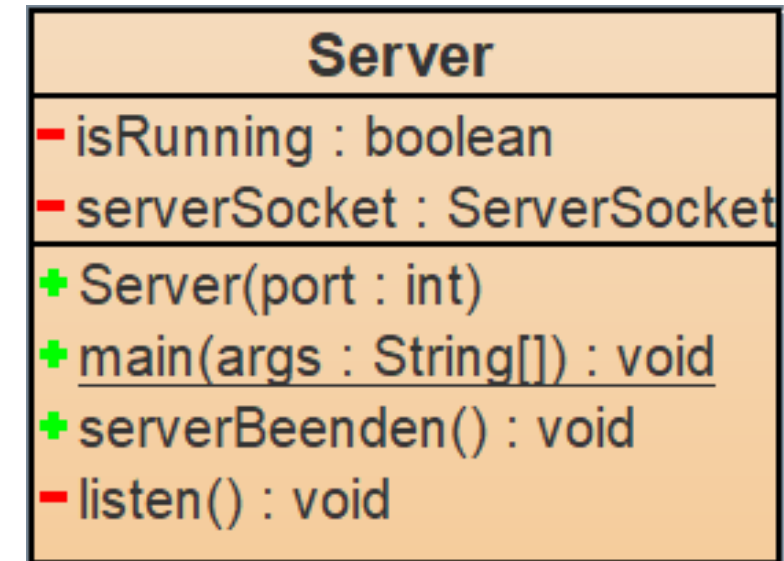 Server
- isRunning : boolean
- serverSocket : ServerSocket
+ Server(port : int)
+ main(args : String[]) : void
+ serverBeenden() : void
- listen() : void